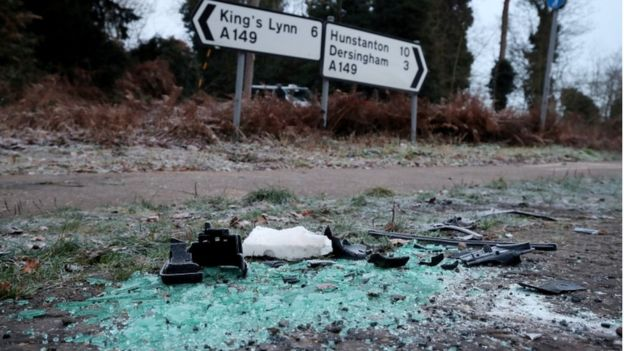 King's Lynn 6
A149
Hunstanton 10
Dersingham 3
A149